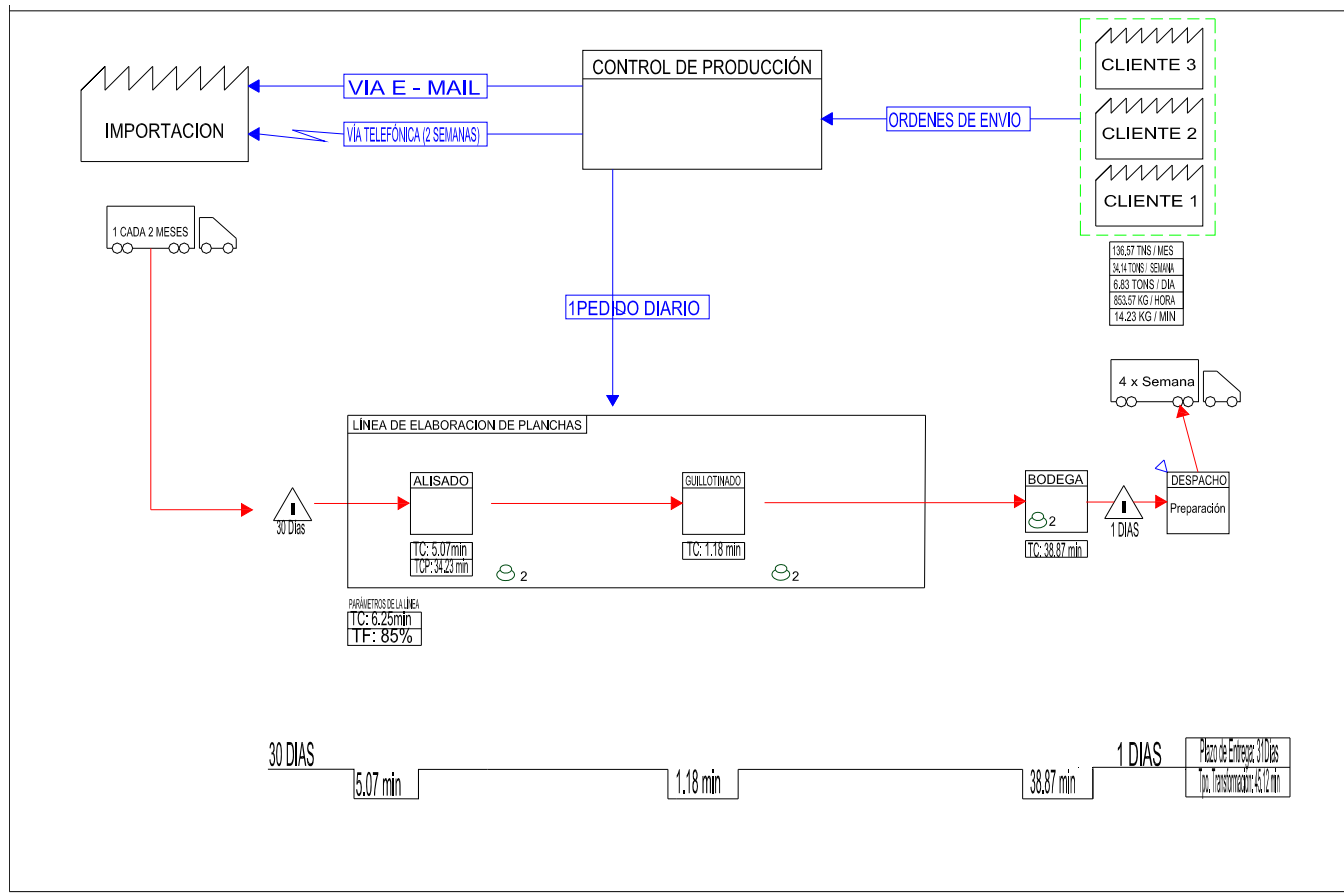 CONTROL DE PRODUCCIÓN
CLIENTE 3
CLIENTE 2
CLIENTE 1
IMPORTACION
VIA E - MAIL
VÍA TELEFÓNICA (2 SEMANAS)
ORDENES DE ENVIO
1 CADA 2 MESES
136,57 TNS / MES
34,14 TONS / SEMANA
6.83 TONS / DIA
853.57 KG / HORA
14.23 KG / MIN
1PEDIDO DIARIO
4 x Semana
LÍNEA DE ELABORACION DE PLANCHAS
I
30 Días
ALISADO
TC: 5.07min
TCP: 34.23 min
2
GUILLOTINADO
TC: 1.18 min
2
BODEGA
2
TC: 38.87 min
I
1 DIAS
DESPACHO
Preparación
PARÁMETROS DE LA LÍNEA
TC: 6.25min
TF: 85%
30 DIAS
5.07 min
1.18 min
38.87 min
1 DIAS
Plazo de Entrega: 31Dias
Tpo. Transformación: 45,12 min